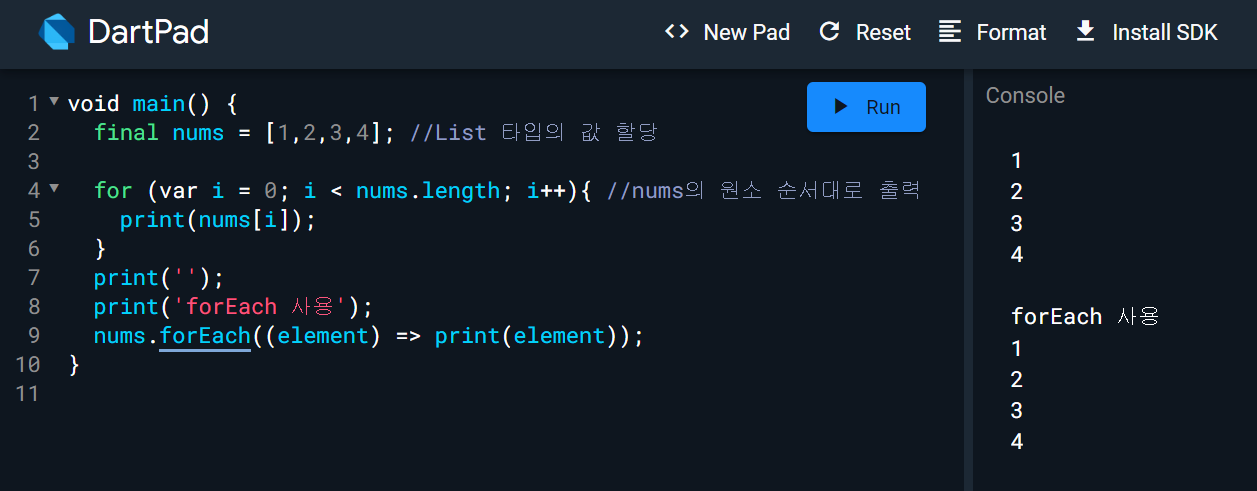 DartPad
<> New Pad Reset Format Install SDK
Run
1 void main() {
2 final nums = [1,2,3,4]; //List 타입의 값 할당
3
4 for (var i = 0; i < nums.length; i++){ //nums의 원소 순서대로 출력
5 print(nums[i]);
6 }
7 print('');
8 print('forEach 사용');
9 nums.forEach((element) => print(element));
10 }
11
Console
1
2
3
4
forEach 사용
1
2
3
4